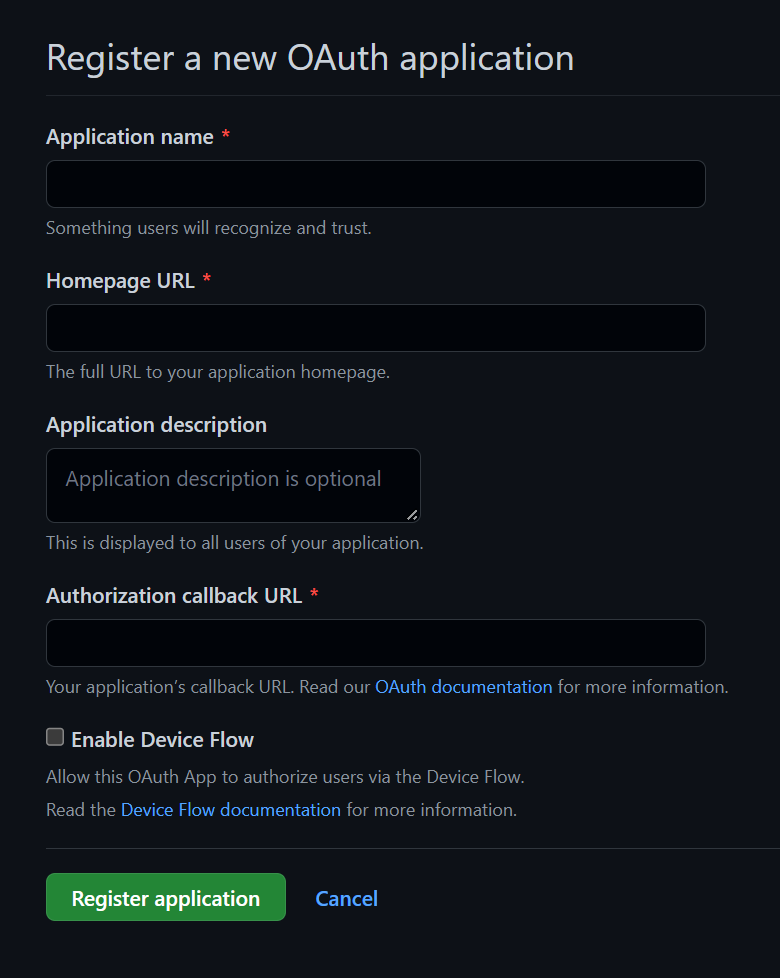 Register a new OAuth application
Application name *
Something users will recognize and trust.
Homepage URL *
The full URL to your application homepage.
Application description
Application description is optional
This is displayed to all users of your application.
Authorization callback URL *
Your application’s callback URL. Read our OAuth documentation for more information.
Enable Device Flow
Allow this OAuth App to authorize users via the Device Flow.
Read the Device Flow documentation for more information.
Register application Cancel